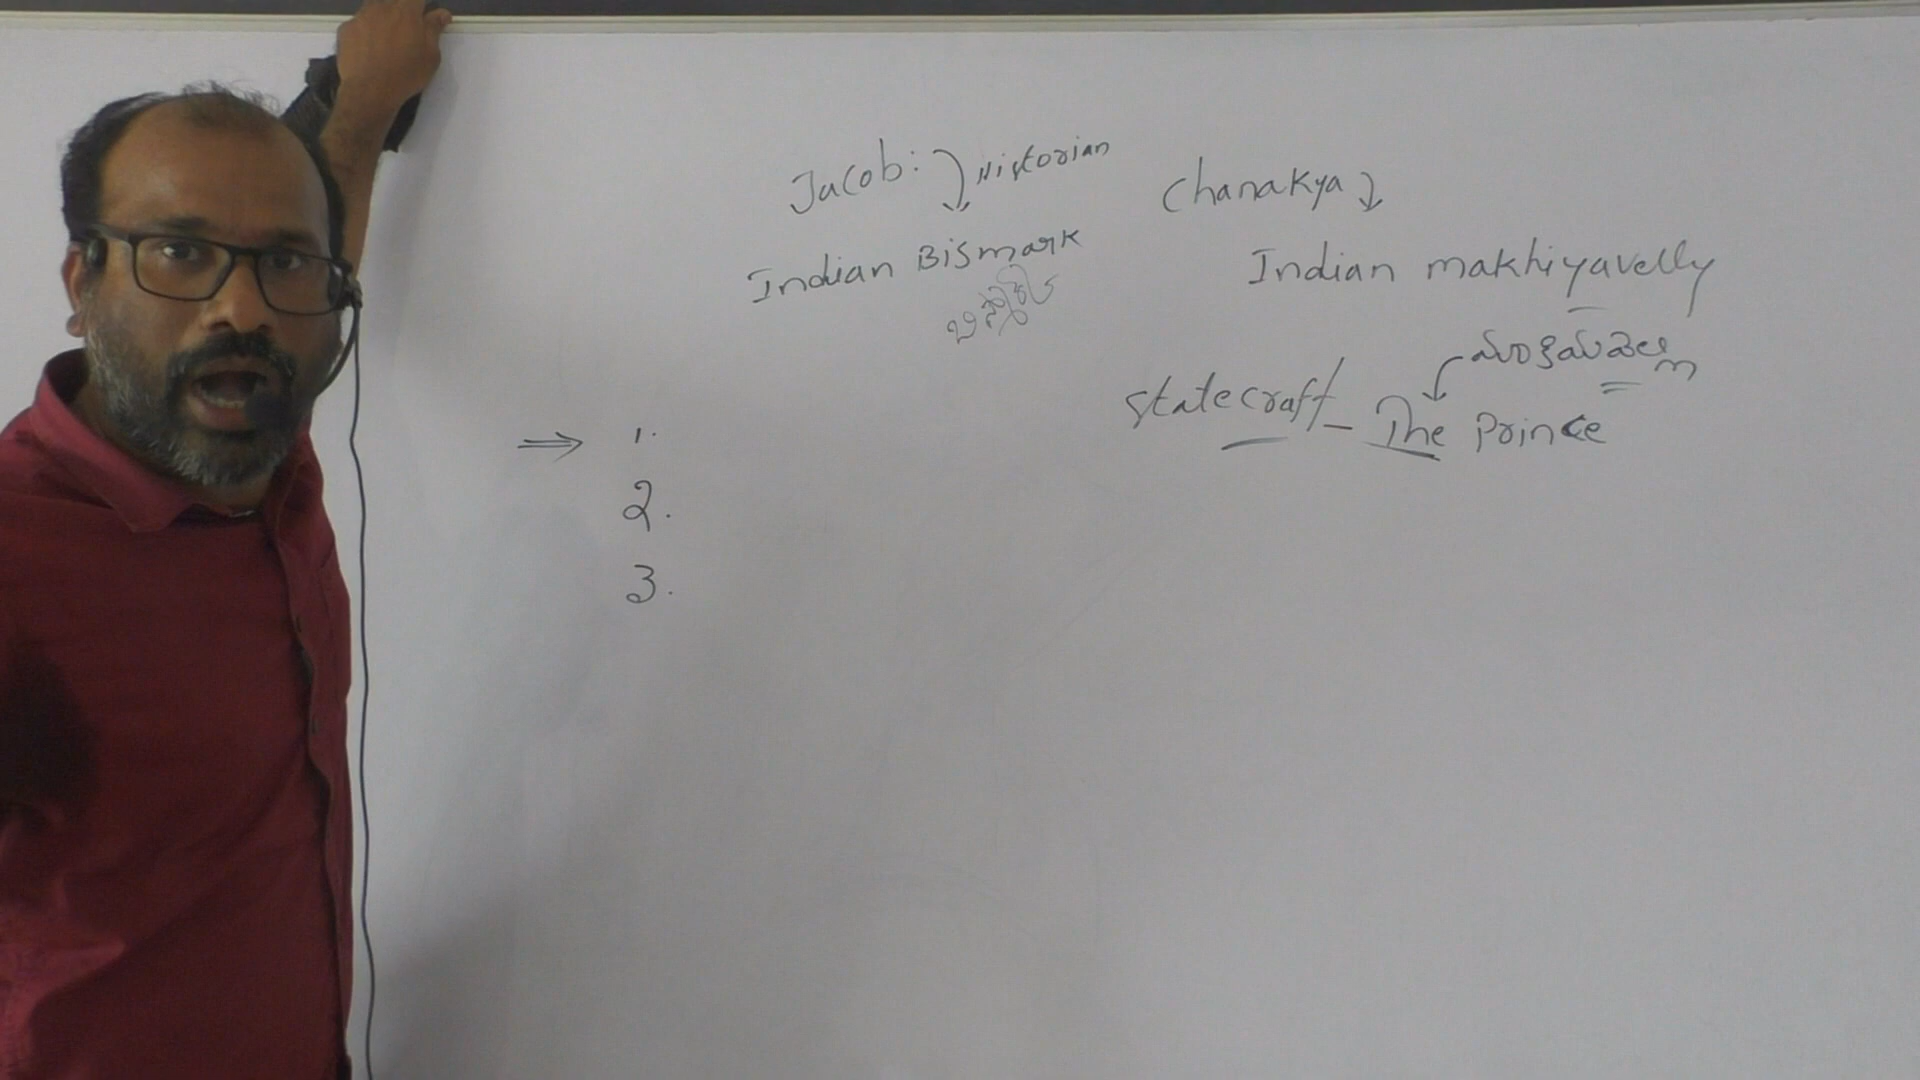 Jacob: Historian
Indian Bismark
Chanakya
Indian makhiyavelly
statecraft - The Prince
⇒ 1.
2.
3.